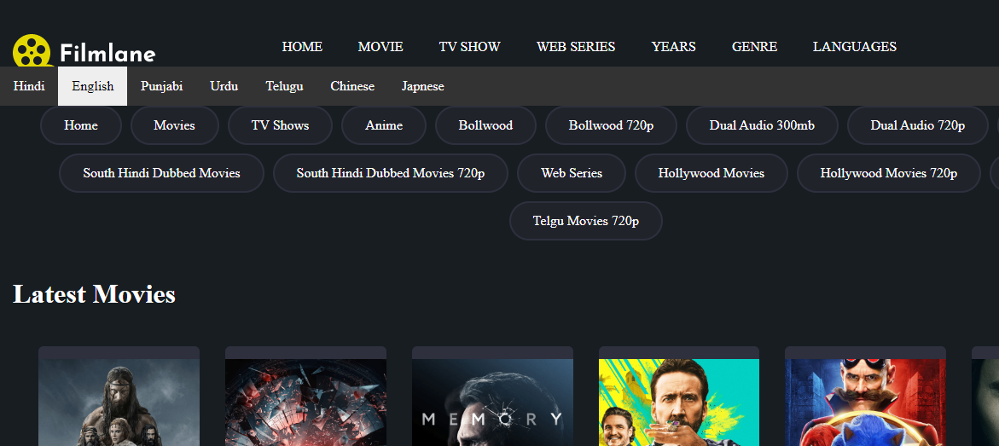 Filmlane HOME MOVIE TV SHOW WEB SERIES YEARS GENRE LANGUAGES
Hindi English Punjabi Urdu Telugu Chinese Japnese
Home Movies TV Shows Anime Bollwood Bollwood 720p Dual Audio 300mb Dual Audio 720p
South Hindi Dubbed Movies South Hindi Dubbed Movies 720p Web Series Hollywood Movies Hollywood Movies 720p
Telgu Movies 720p
Latest Movies
MEMORY